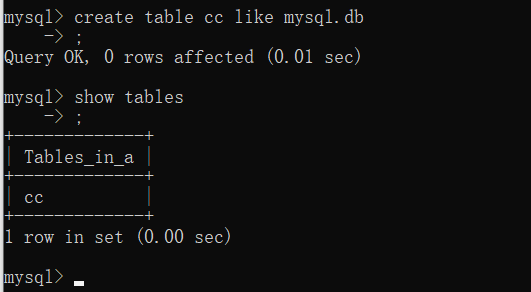 mysql> create table cc like mysql.db
    -> ;
Query OK, 0 rows affected (0.01 sec)
mysql> show tables
    -> ;
+-------------+
| Tables_in_a |
+-------------+
| cc          |
+-------------+
1 row in set (0.00 sec)
mysql>